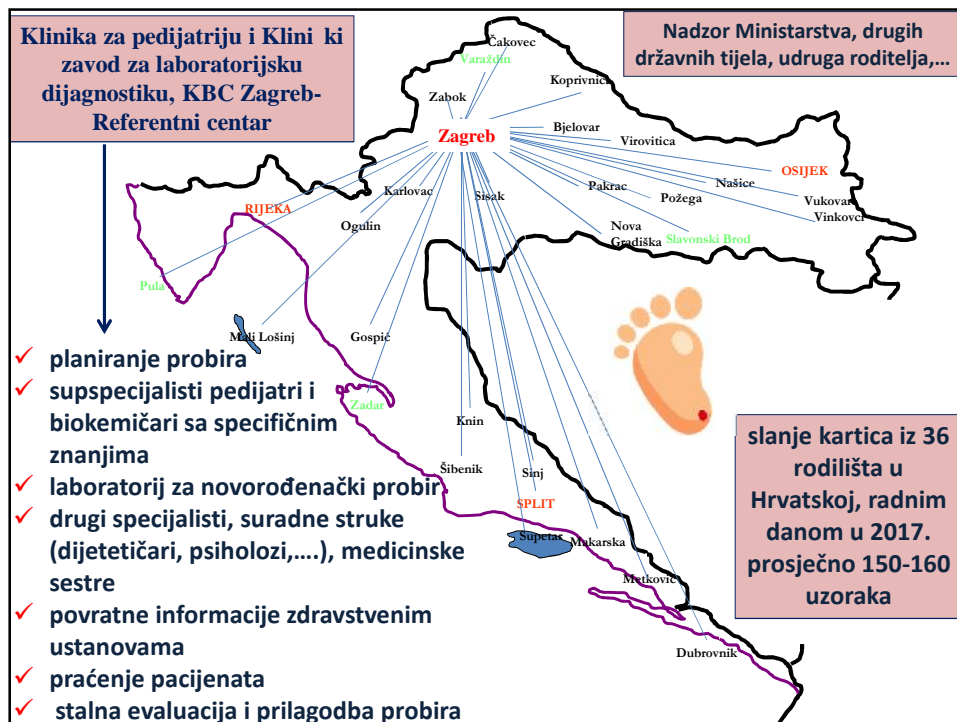 Klinika za pedijatriju i Klini ki
zavod za laboratorijsku
dijagnostiku, KBC Zagreb-
Referentni centar
Nadzor Ministarstva, drugih
državnih tijela, udruga roditelja,...
Čakovec
Varaždin
Koprivnica
Zabok
Zagreb
Bjelovar
Virovitica
OSIJEK
Našice
Pakrac
Požega
Vukovar
Vinkovci
Karlovac
Sisak
RIJEKA
Ogulin
Nova
Gradiška
Slavonski Brod
Pula
Mali Lošinj
Gospić
Zadar
Knin
Šibenik
Sinj
SPLIT
Supetar
Makarska
Metković
Dubrovnik
✓ planiranje probira
✓ supspecijalisti pedijatri i
biokemičari sa specifičnim
znanjima
✓ laboratorij za novorođenački probir
✓ drugi specijalisti, suradne struke
(dijetetičari, psiholozi,....), medicinske
sestre
✓ povratne informacije zdravstvenim
ustanovama
✓ praćenje pacijenata
✓ stalna evaluacija i prilagodba probira
slanje kartica iz 36
rodilišta u
Hrvatskoj, radnim
danom u 2017.
prosječno 150-160
uzoraka